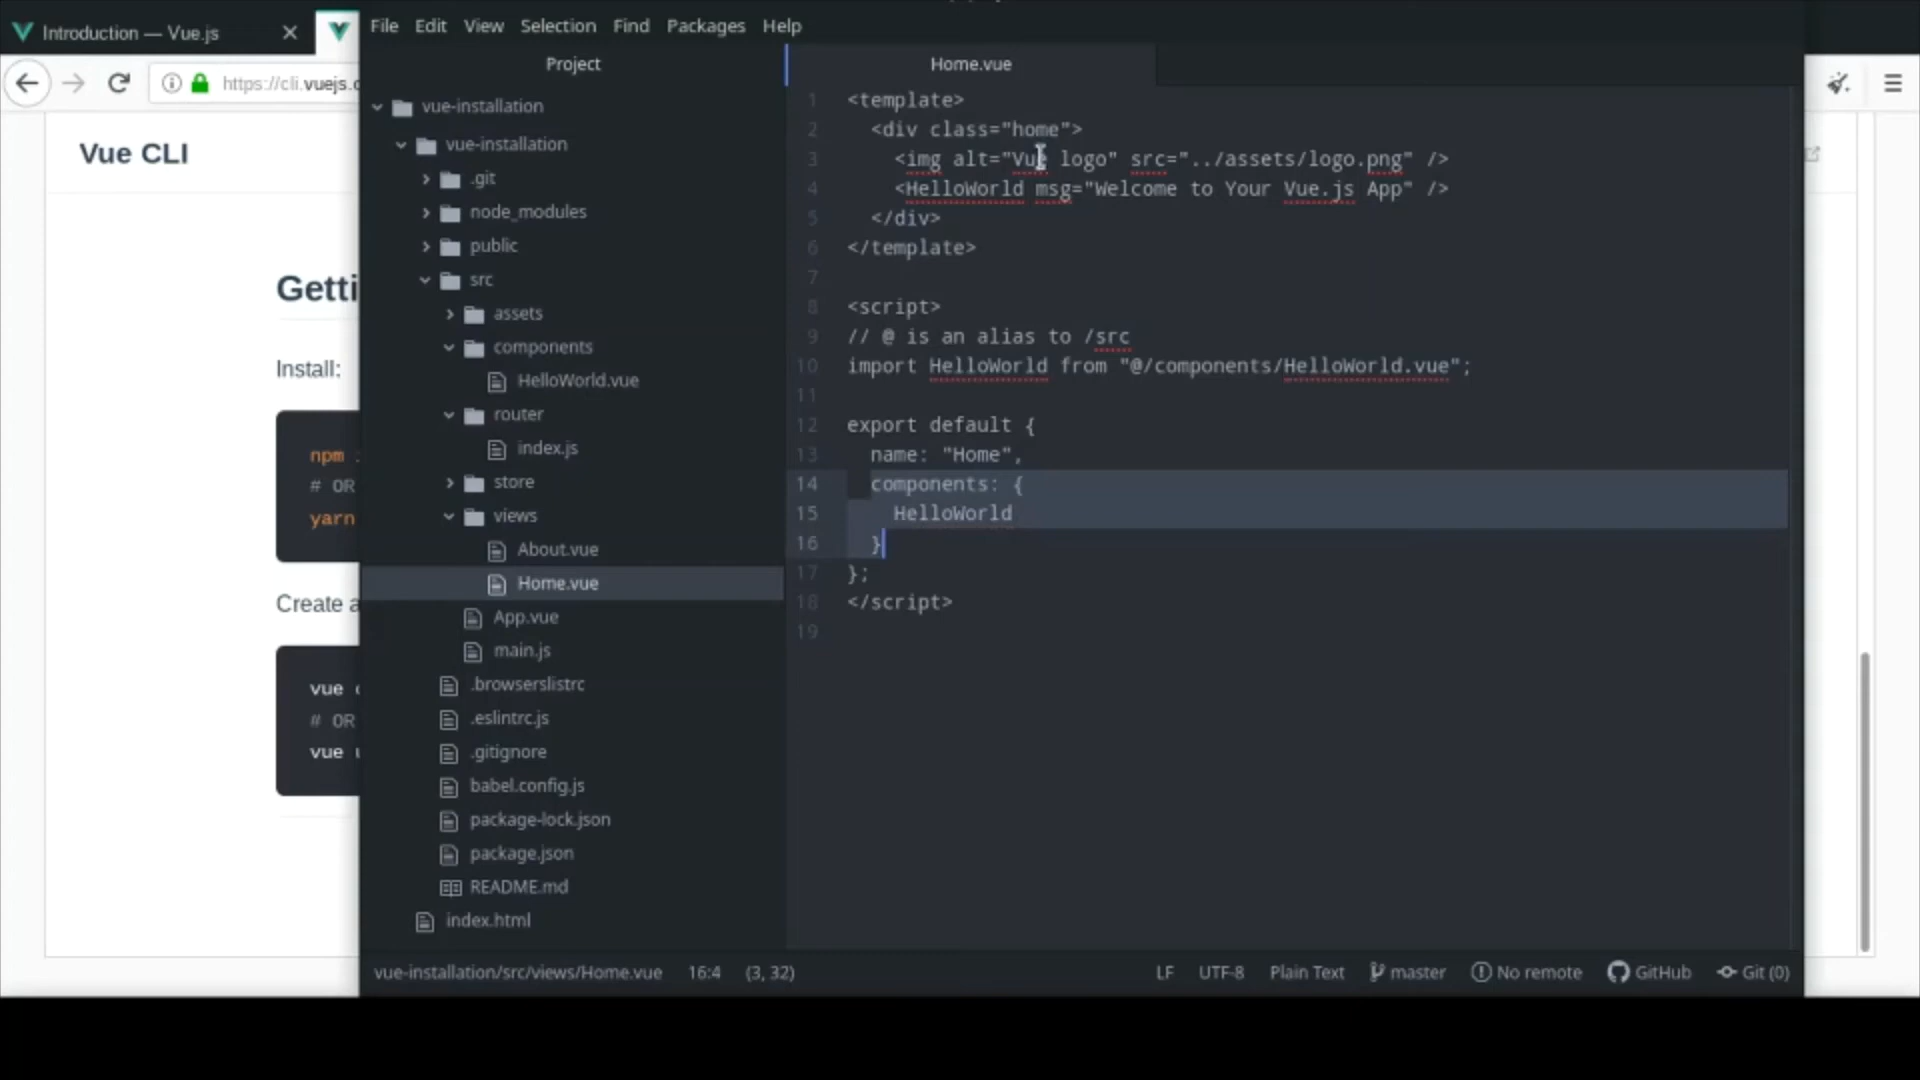 Introduction — Vue.js
https://cli.vuejs.
Vue CLI
Getti
Install:
npm
# OR
yarn
Create a
vue
# OR
vue
File Edit View Selection Find Packages Help
Project
vue-installation
vue-installation
.git
node_modules
public
src
assets
components
HelloWorld.vue
router
index.js
store
views
About.vue
Home.vue
App.vue
main.js
.browserslistrc
.eslintrc.js
.gitignore
babel.config.js
package-lock.json
package.json
README.md
index.html
Home.vue
1 <template>
2 <div class="home">
3 <img alt="Vue logo" src="../assets/logo.png" />
4 <HelloWorld msg="Welcome to Your Vue.js App" />
5 </div>
6 </template>
7
8 <script>
9 // @ is an alias to /src
10 import HelloWorld from "@/components/HelloWorld.vue";
11
12 export default {
13 name: "Home",
14 components: {
15 HelloWorld
16 }
17 };
18 </script>
19
vue-installation/src/views/Home.vue 16:4 (3, 32) LF UTF-8 Plain Text master No remote GitHub Git (0)